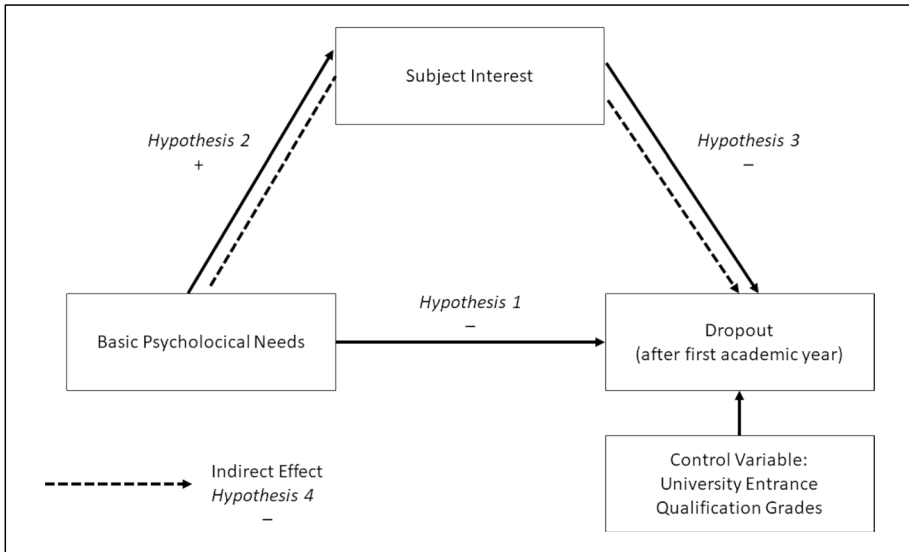 Subject Interest
Hypothesis 2
+
Hypothesis 3
–
Hypothesis 1
–
Basic Psycholocical Needs
Dropout
(after first academic year)
Indirect Effect
Hypothesis 4
–
Control Variable:
University Entrance
Qualification Grades